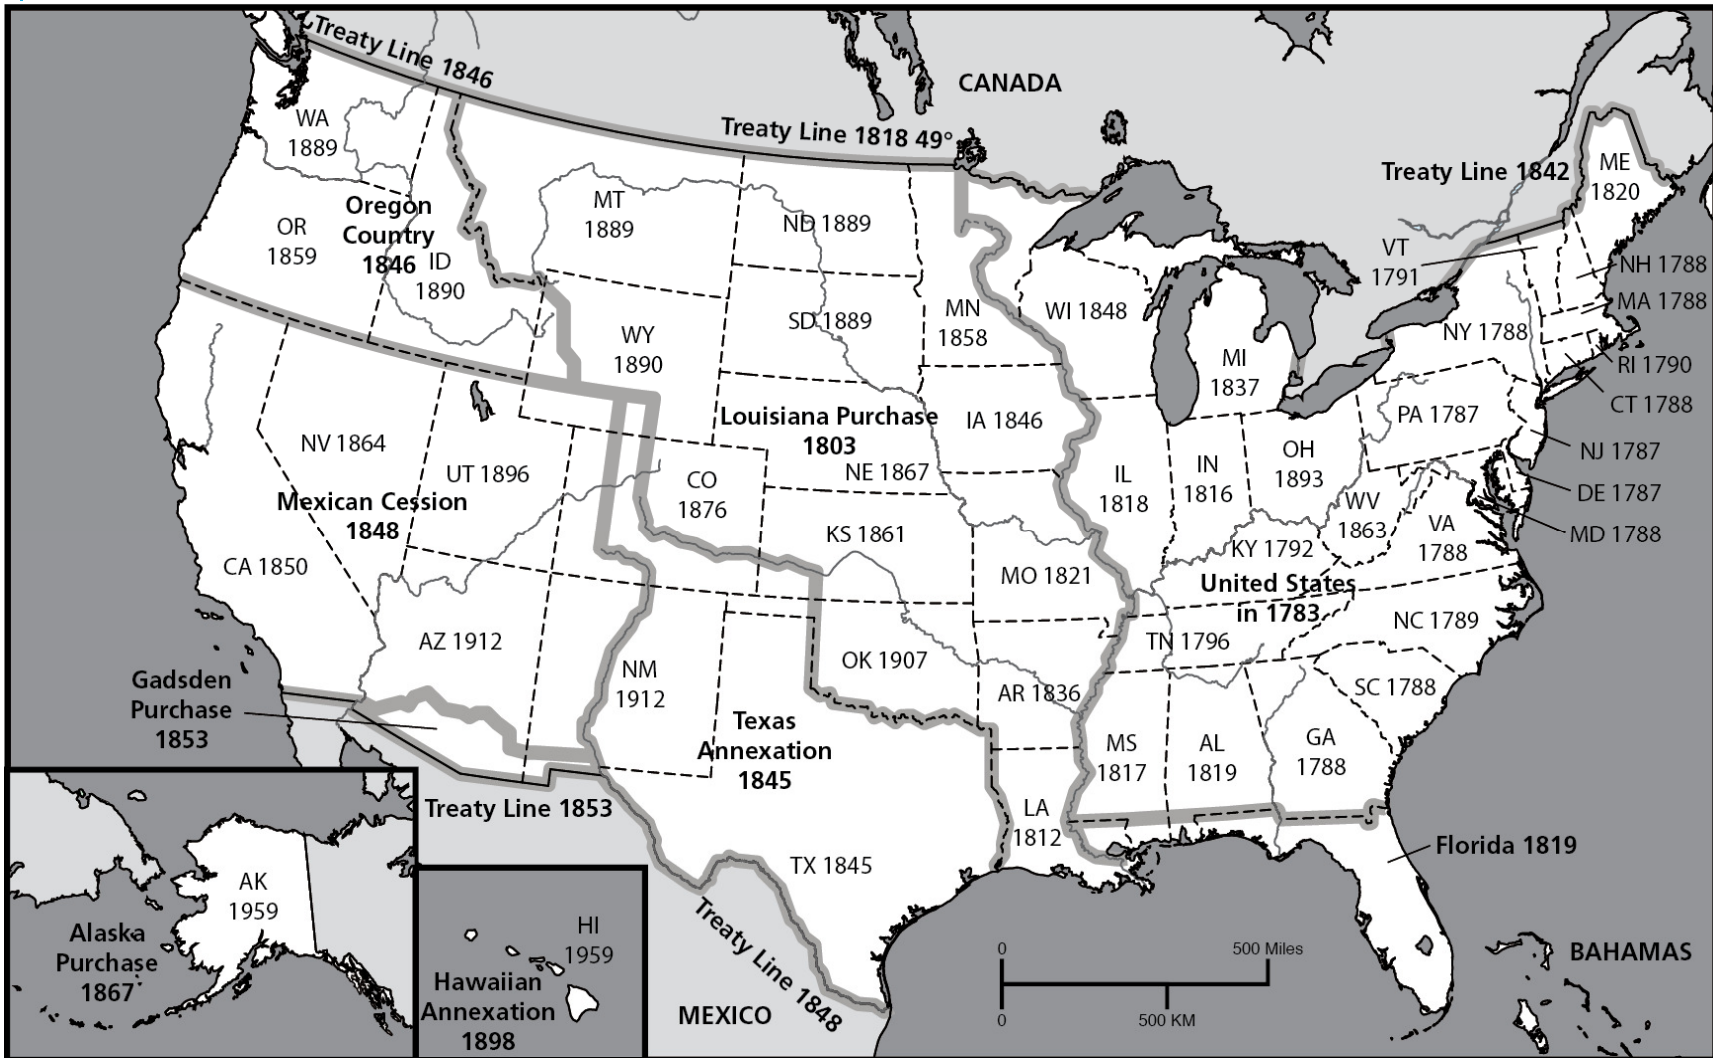 Treaty Line 1846
CANADA
Treaty Line 1818 49°
Treaty Line 1842
WA
1889
ME
1820
MT
1889
ND 1889
OR
1859
Oregon
Country
1846
ID
1890
VT
1791
NH 1788
MA 1788
MN
1858
WI 1848
SD 1889
NY 1788
WY
1890
MI
1837
RI 1790
CT 1788
Louisiana Purchase
1803
IA 1846
PA 1787
NV 1864
NJ 1787
UT 1896
NE 1867
CO
1876
IL
1818
IN
1816
OH
1893
DE 1787
Mexican Cession
1848
WV
1863
VA
1788
MD 1788
KS 1861
KY 1792
CA 1850
MO 1821
United States
in 1783
NC 1789
AZ 1912
TN 1796
OK 1907
NM
1912
AR 1836
SC 1788
Gadsden
Purchase
1853
Texas
Annexation
1845
MS
1817
AL
1819
GA
1788
Treaty Line 1853
LA
1812
Florida 1819
TX 1845
AK
1959
Alaska
Purchase
1867
HI
1959
Hawaiian
Annexation
1898
Treaty Line 1848
MEXICO
0
500 Miles
0
500 KM
BAHAMAS